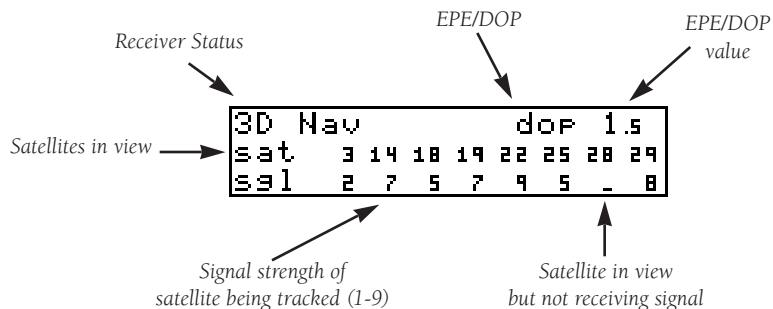 EPE/DOP
EPE/DOP
value
Receiver Status
3D Nav dop 1.5
Satellites in view
sat 3 14 18 19 22 25 28 29
sgl 2 7 5 7 9 5 _ 8
Signal strength of
satellite being tracked (1-9)
Satellite in view
but not receiving signal